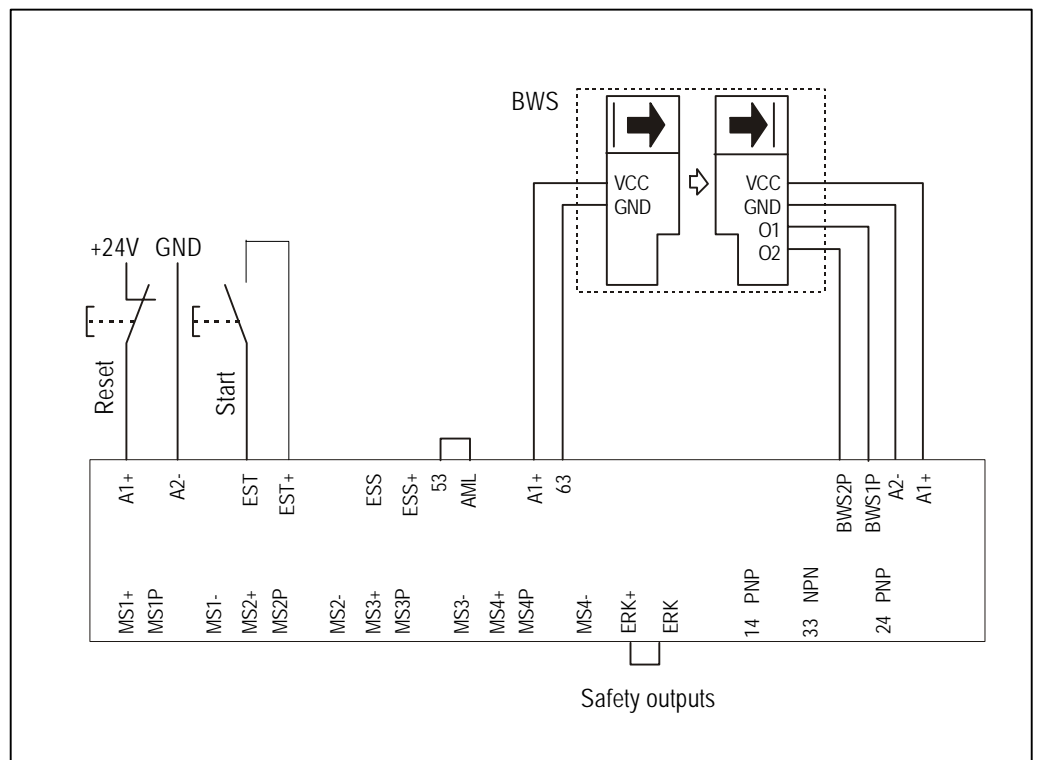 BWS
VCC
GND
VCC
GND
O1
O2
+24V GND
Reset
Start
A1+
A2-
EST
EST+
ESS
ESS+
53
AML
A1+
63
BWS2P
BWS1P
A2-
A1+
MS1+
MS1P
MS1-
MS2+
MS2P
MS2-
MS3+
MS3P
MS3-
MS4+
MS4P
MS4-
ERK+
ERK
14 PNP
33 NPN
24 PNP
Safety outputs